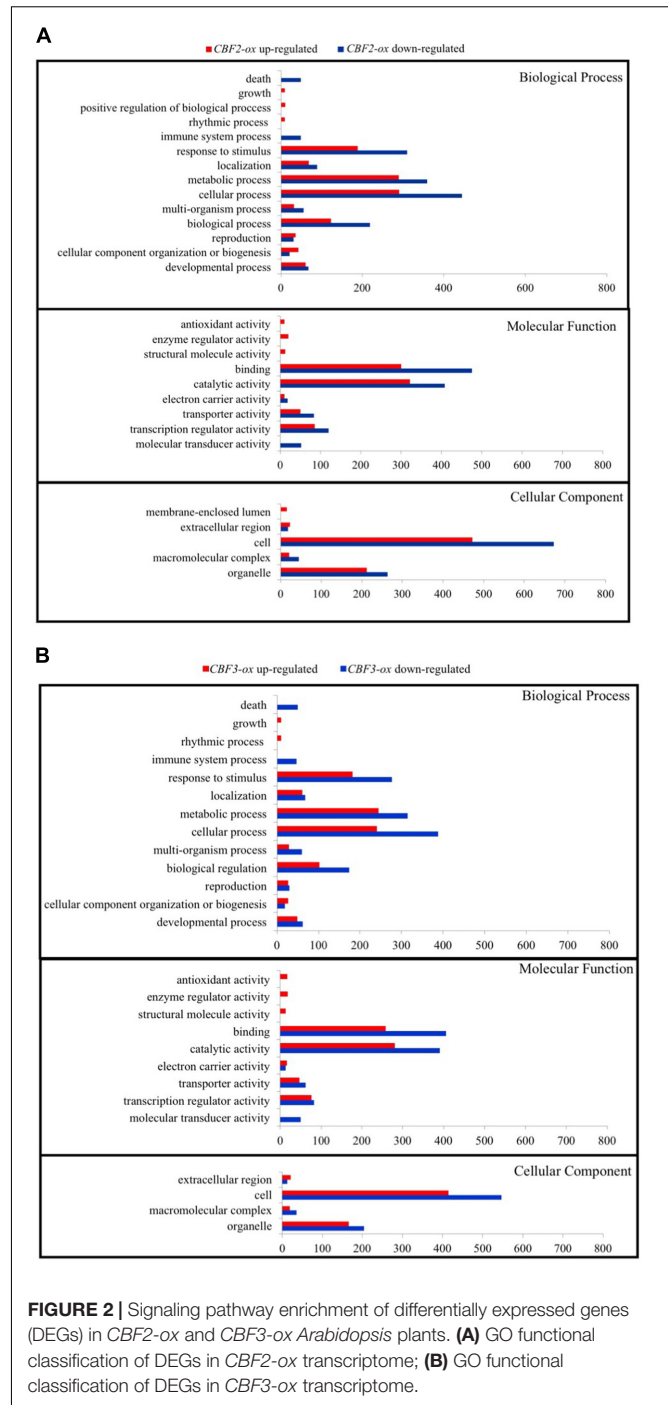 A
CBF2-ox up-regulated CBF2-ox down-regulated
Biological Process
death
growth
positive regulation of biological proccess
rhythmic process
immune system process
response to stimulus
localization
metabolic process
cellular process
multi-organism process
biological process
reproduction
cellular component organization or biogenesis
developmental process
0 100 200 300 400 500 600 700 800
Molecular Function
antioxidant activity
enzyme regulator activity
structural molecule activity
binding
catalytic activity
electron carrier activity
transporter activity
transcription regulator activity
molecular transducer activity
0 100 200 300 400 500 600 700 800
Cellular Component
membrane-enclosed lumen
extracellular region
cell
macromolecular complex
organelle
0 100 200 300 400 500 600 700 800
B
CBF3-ox up-regulated CBF3-ox down-regulated
Biological Process
death
growth
rhythmic process
immune system process
response to stimulus
localization
metabolic process
cellular process
multi-organism process
biological regulation
reproduction
cellular component organization or biogenesis
developmental process
0 100 200 300 400 500 600 700 800
Molecular Function
antioxidant activity
enzyme regulator activity
structural molecule activity
binding
catalytic activity
electron carrier activity
transporter activity
transcription regulator activity
molecular transducer activity
0 100 200 300 400 500 600 700 800
Cellular Component
extracellular region
cell
macromolecular complex
organelle
0 100 200 300 400 500 600 700 800
FIGURE 2 | Signaling pathway enrichment of differentially expressed genes
(DEGs) in CBF2-ox and CBF3-ox Arabidopsis plants. (A) GO functional
classification of DEGs in CBF2-ox transcriptome; (B) GO functional
classification of DEGs in CBF3-ox transcriptome.